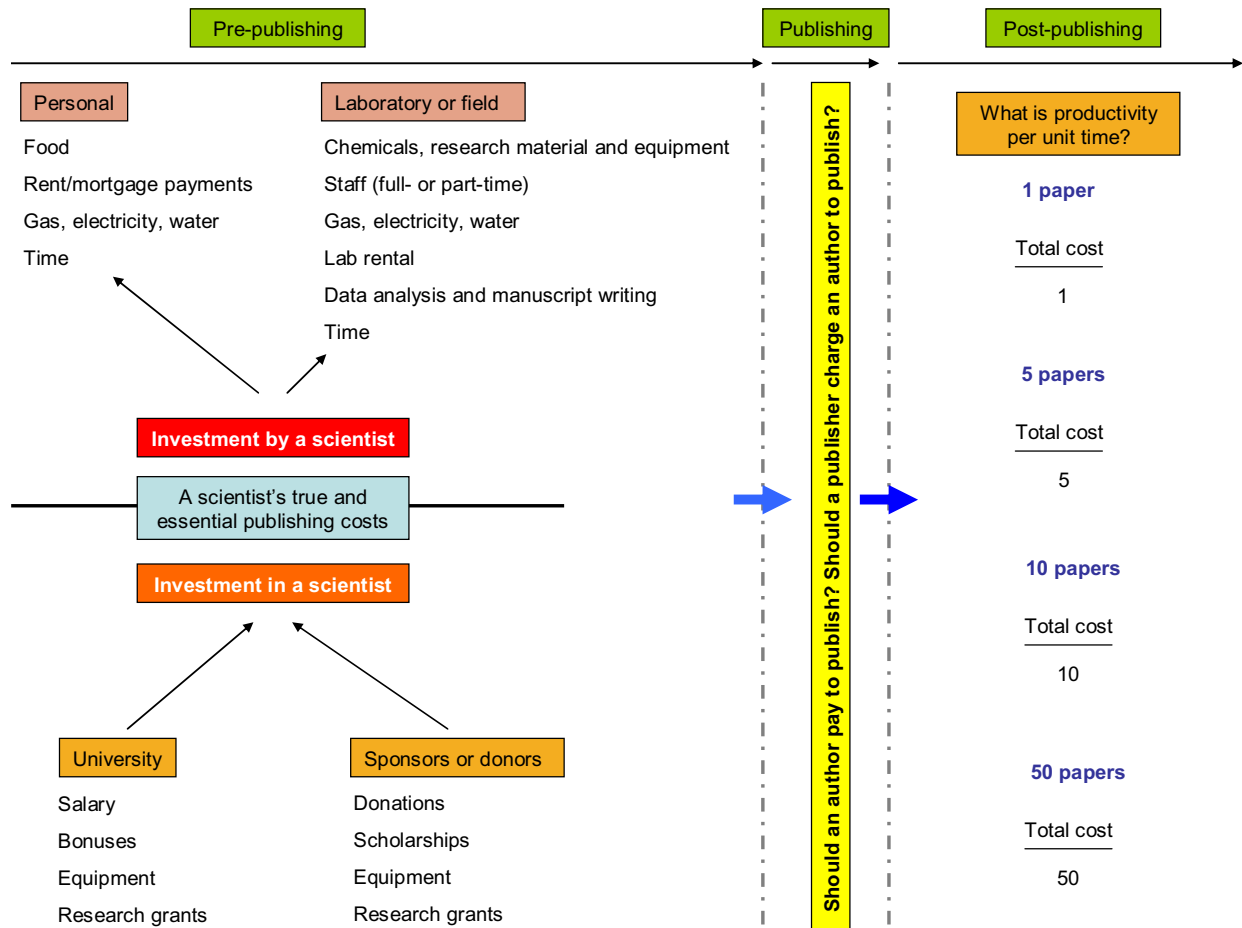 Pre-publishing
Publishing
Post-publishing
Personal
Food
Rent/mortgage payments
Gas, electricity, water
Time
Laboratory or field
Chemicals, research material and equipment
Staff (full- or part-time)
Gas, electricity, water
Lab rental
Data analysis and manuscript writing
Time
Investment by a scientist
A scientist's true and
essential publishing costs
Investment in a scientist
University
Salary
Bonuses
Equipment
Research grants
Sponsors or donors
Donations
Scholarships
Equipment
Research grants
Should an author pay to publish? Should a publisher charge an author to publish?
What is productivity
per unit time?
1 paper
Total cost
1
5 papers
Total cost
5
10 papers
Total cost
10
50 papers
Total cost
50